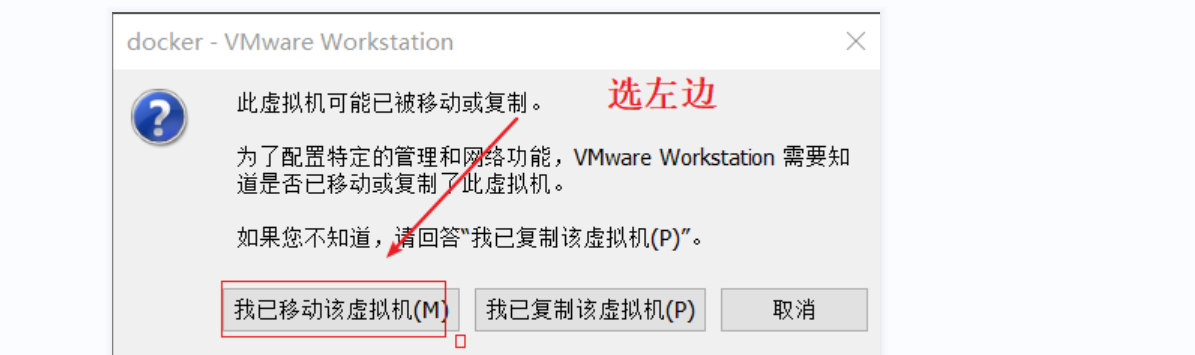 docker - VMware Workstation
此虚拟机可能已被移动或复制。
选左边
为了配置特定的管理和网络功能，VMware Workstation 需要知
道是否已移动或复制了此虚拟机。
如果您不知道，请回答“我已复制该虚拟机(P)”。
我已移动该虚拟机(M)
我已复制该虚拟机(P)
取消